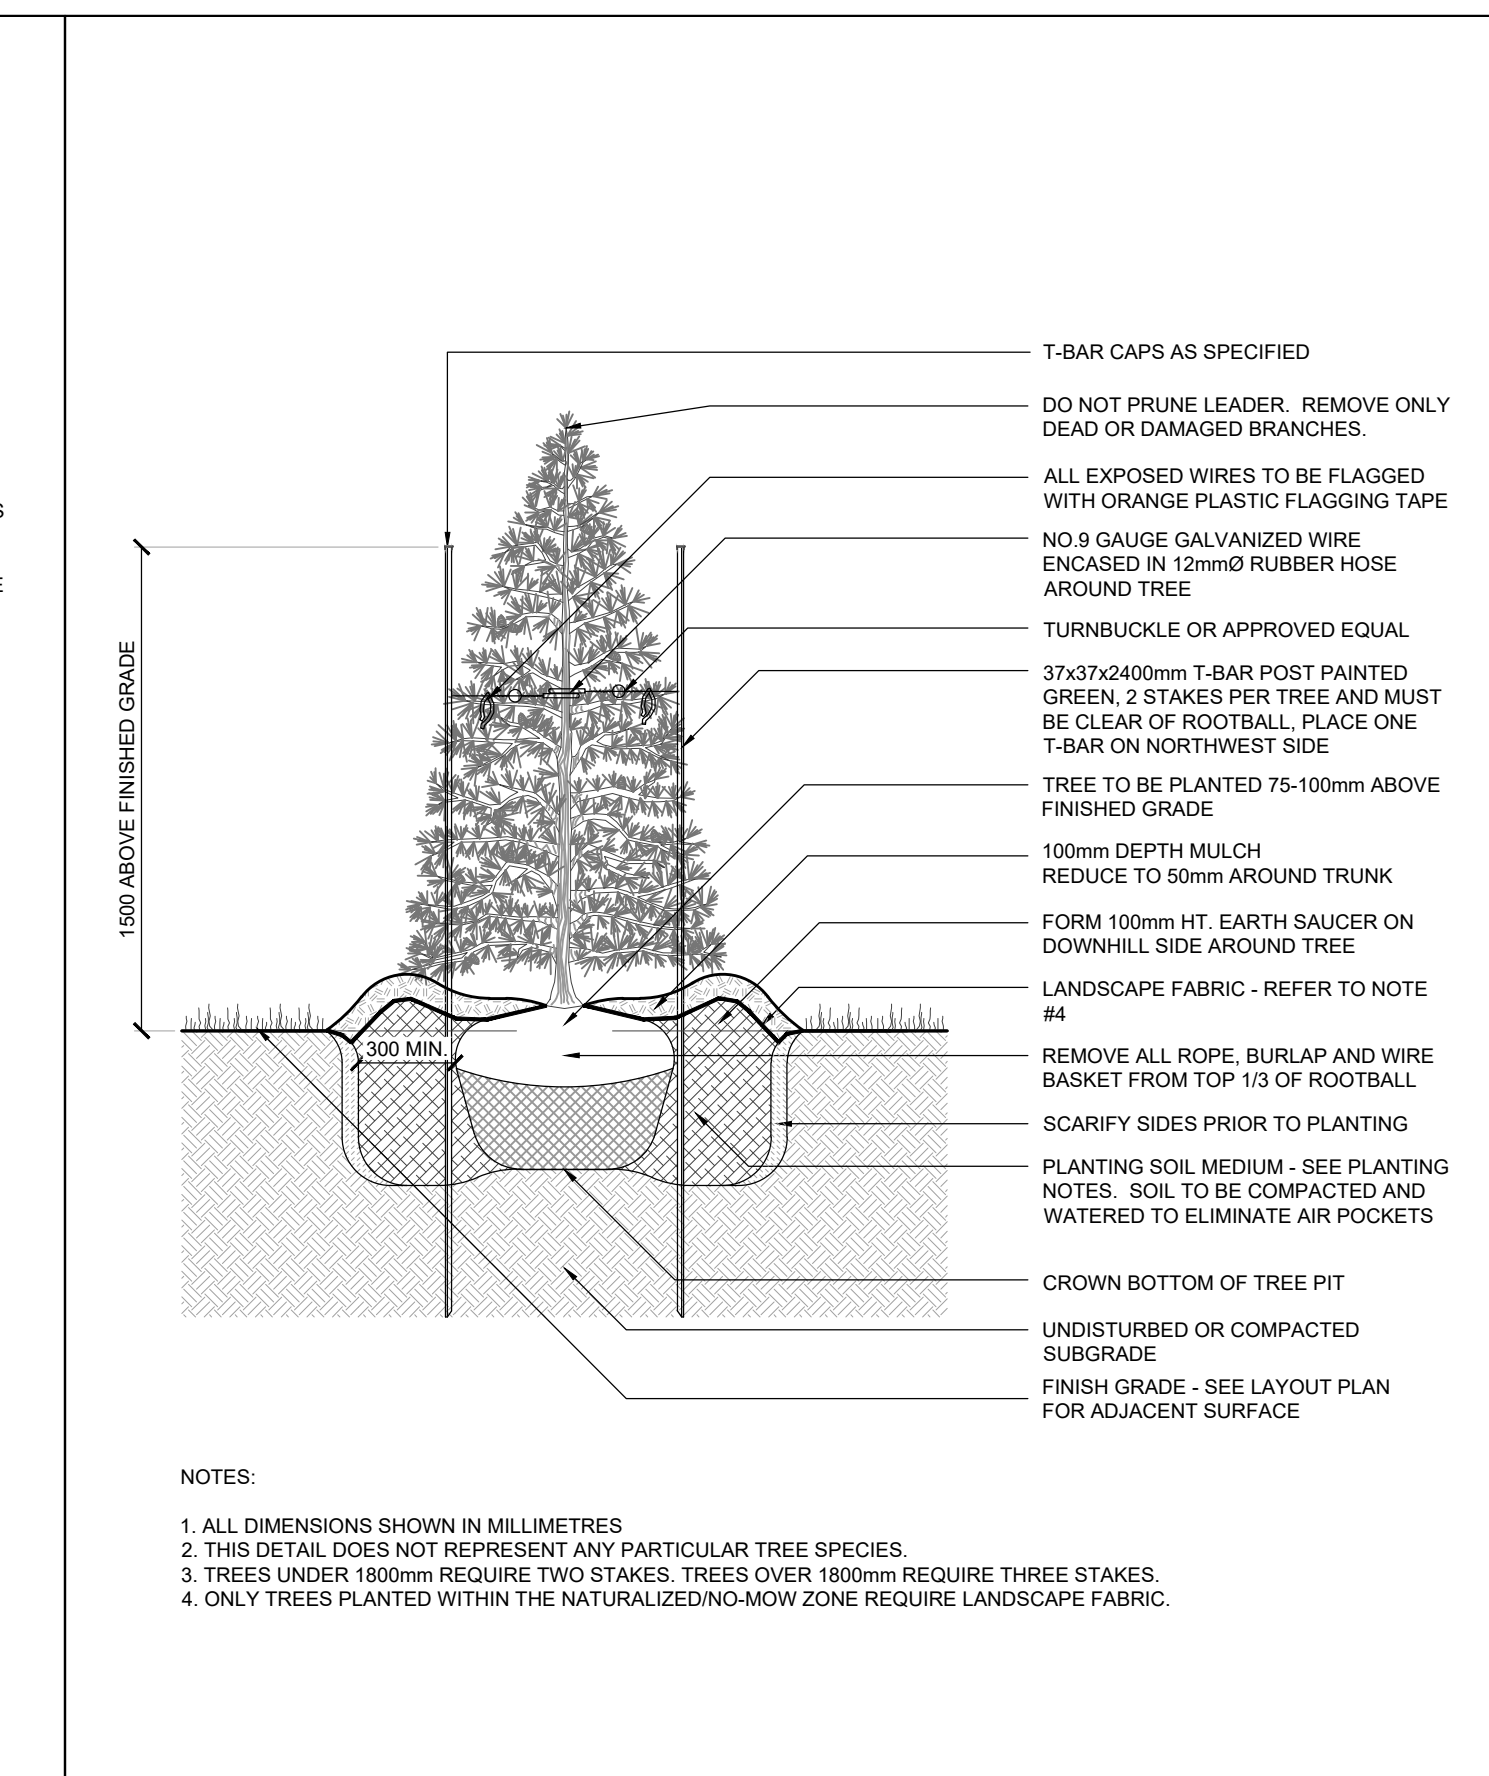 S
E
T-BAR CAPS AS SPECIFIED
DO NOT PRUNE LEADER.  REMOVE ONLY
DEAD OR DAMAGED BRANCHES.
ALL EXPOSED WIRES TO BE FLAGGED
WITH ORANGE PLASTIC FLAGGING TAPE
NO.9 GAUGE GALVANIZED WIRE
ENCASED IN 12mmØ RUBBER HOSE
AROUND TREE
TURNBUCKLE OR APPROVED EQUAL
37x37x2400mm T-BAR POST PAINTED
GREEN, 2 STAKES PER TREE AND MUST
BE CLEAR OF ROOTBALL, PLACE ONE
T-BAR ON NORTHWEST SIDE
TREE TO BE PLANTED 75-100mm ABOVE
FINISHED GRADE
100mm DEPTH MULCH
REDUCE TO 50mm AROUND TRUNK
FORM 100mm HT. EARTH SAUCER ON
DOWNHILL SIDE AROUND TREE
LANDSCAPE FABRIC - REFER TO NOTE
#4
REMOVE ALL ROPE, BURLAP AND WIRE
BASKET FROM TOP 1/3 OF ROOTBALL
SCARIFY SIDES PRIOR TO PLANTING
PLANTING SOIL MEDIUM - SEE PLANTING
NOTES.  SOIL TO BE COMPACTED AND
WATERED TO ELIMINATE AIR POCKETS
CROWN BOTTOM OF TREE PIT
UNDISTURBED OR COMPACTED
SUBGRADE
FINISH GRADE - SEE LAYOUT PLAN
FOR ADJACENT SURFACE
1500 ABOVE FINISHED GRADE
300 MIN.
NOTES:
1. ALL DIMENSIONS SHOWN IN MILLIMETRES
2. THIS DETAIL DOES NOT REPRESENT ANY PARTICULAR TREE SPECIES.
3. TREES UNDER 1800mm REQUIRE TWO STAKES. TREES OVER 1800mm REQUIRE THREE STAKES.
4. ONLY TREES PLANTED WITHIN THE NATURALIZED/NO-MOW ZONE REQUIRE LANDSCAPE FABRIC.